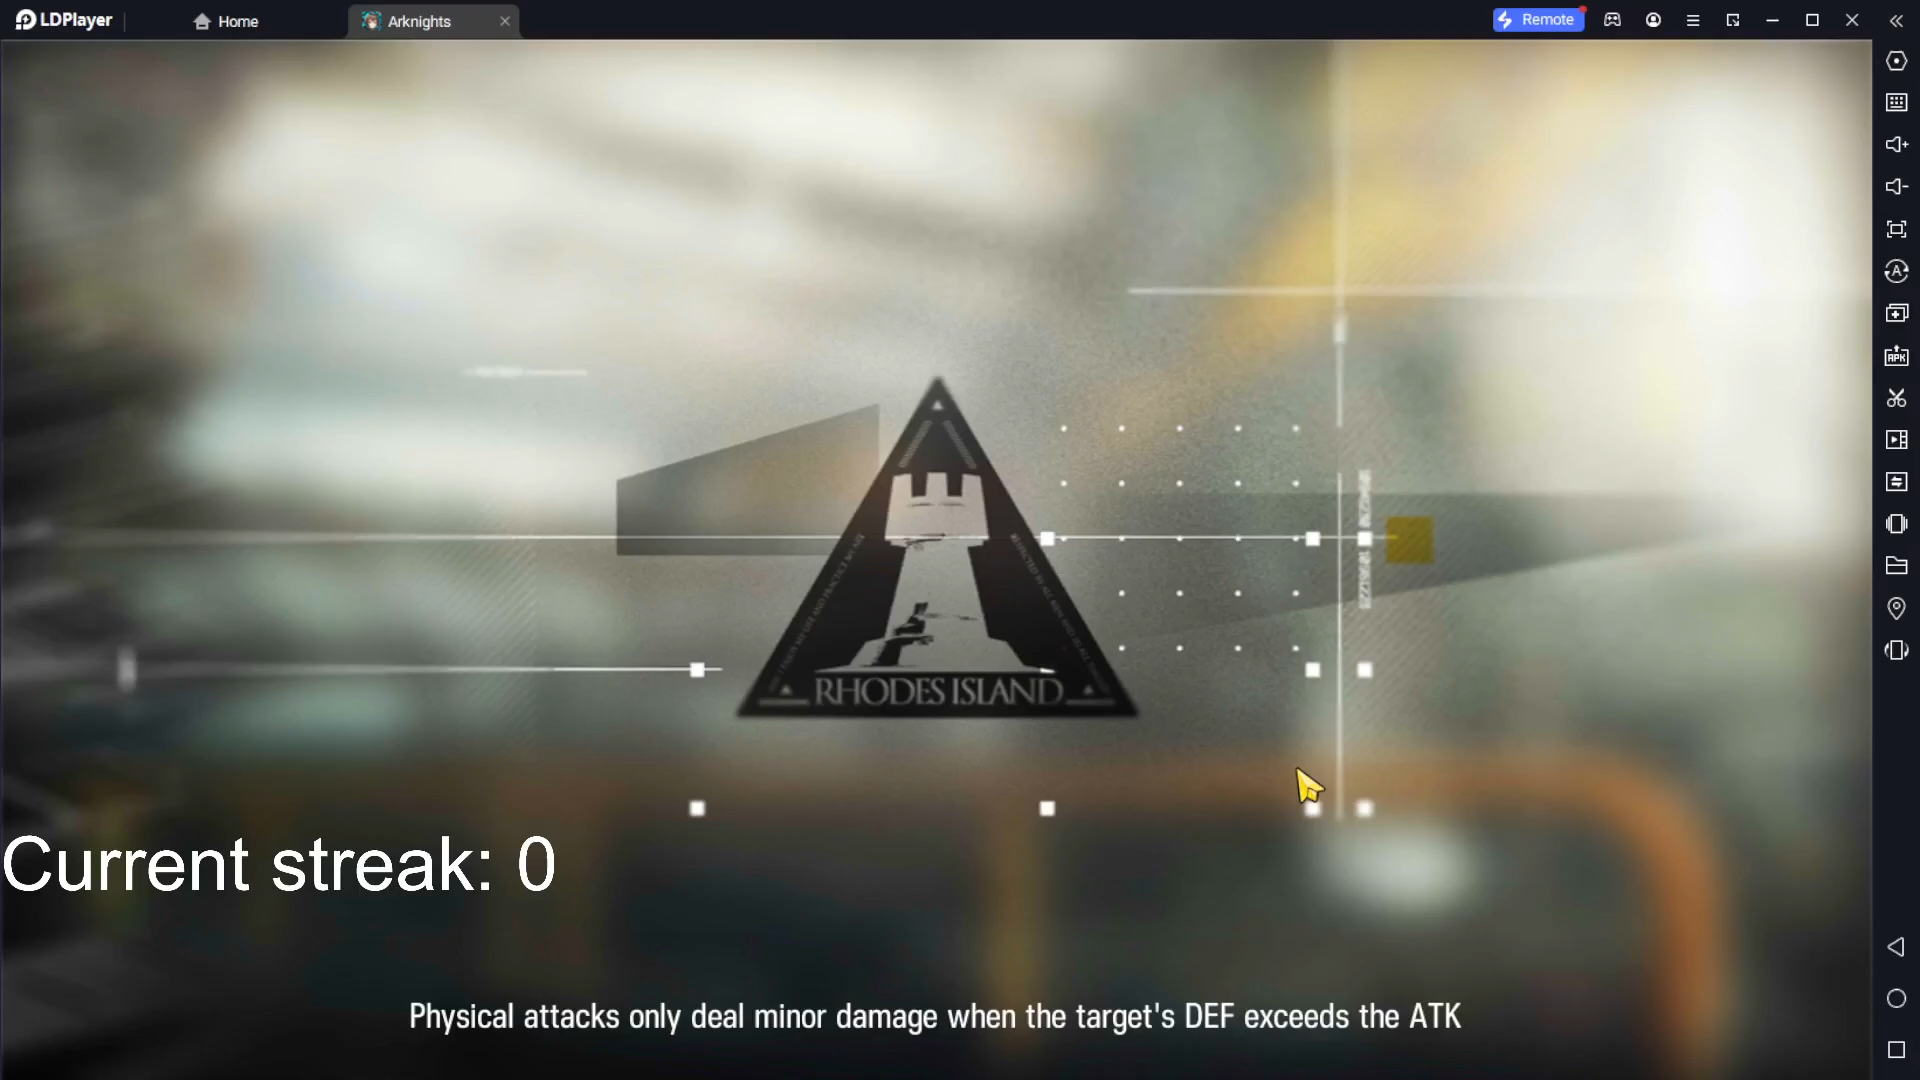 LDPlayer
Home
Arknights
Remote
RHODES ISLAND
Current streak: 0
Physical attacks only deal minor damage when the target's DEF exceeds the ATK
APK
A